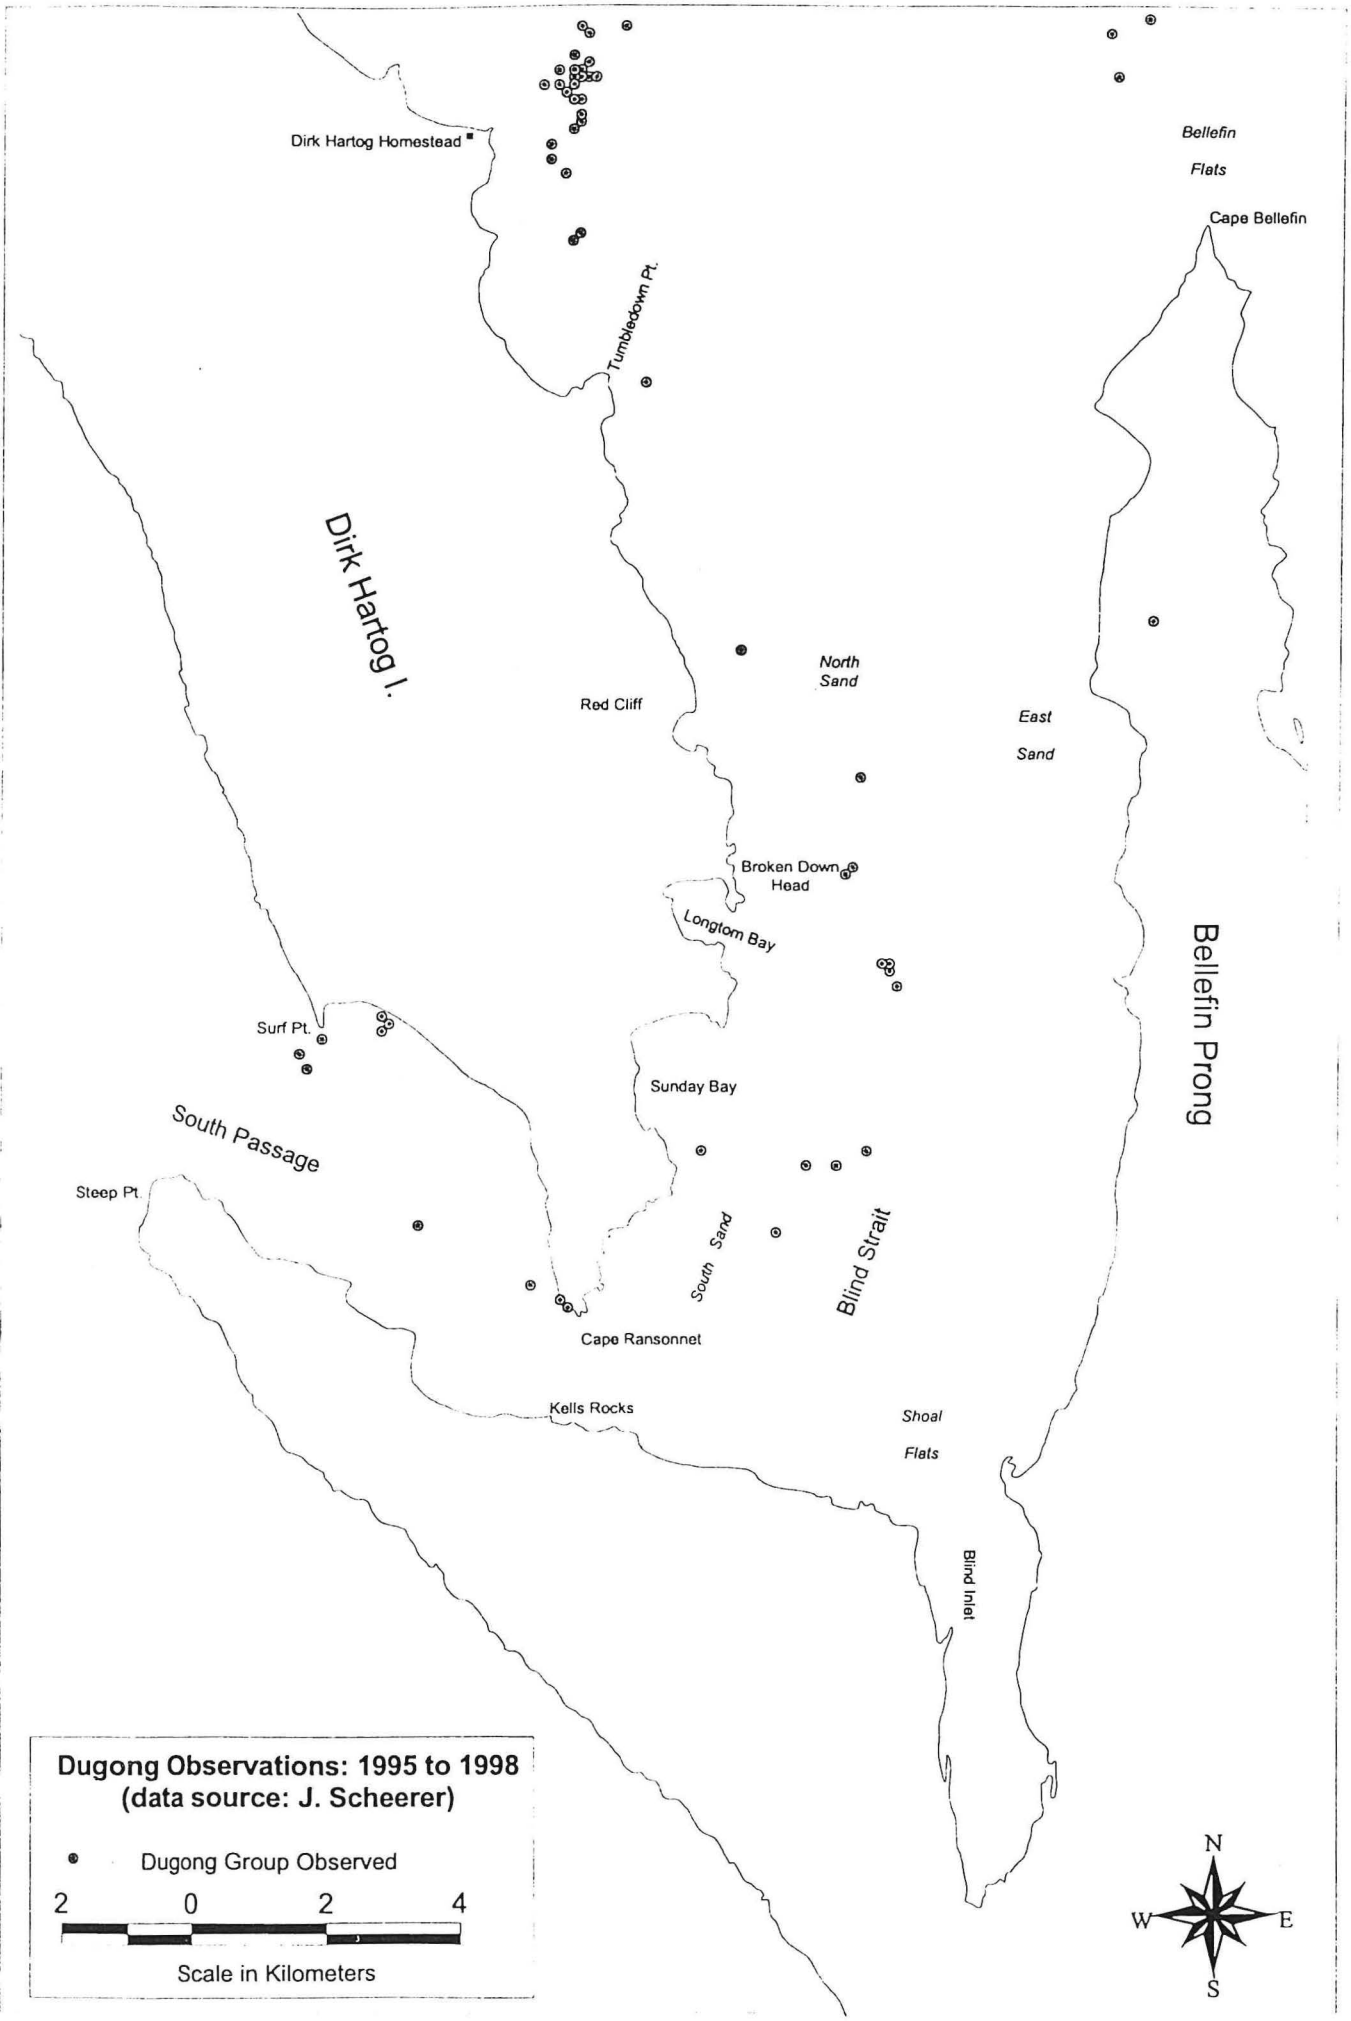 Dirk Hartog Homestead
Bellefin
Flats
Cape Bellefin
Tumbledown Pt.
Dirk Hartog I.
North
Sand
Red Cliff
East
Sand
Broken Down
Head
Longtom Bay
Bellefin Prong
Surf Pt.
Sunday Bay
South Passage
Steep Pt.
South Sand
Blind Strait
Cape Ransonnet
Kells Rocks
Shoal
Flats
Blind Inlet
Dugong Observations: 1995 to 1998
(data source: J. Scheerer)
Dugong Group Observed
2 0 2 4
Scale in Kilometers
N
W E
S